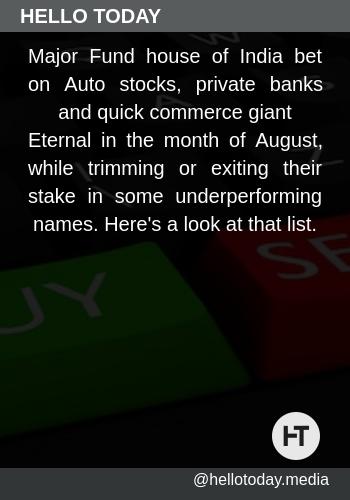 HELLO TODAY
Major Fund house of India bet
on Auto stocks, private banks
and quick commerce giant
Eternal in the month of August,
while trimming or exiting their
stake in some underperforming
names. Here's a look at that list.
UY
SE
HT
@hellotoday.media